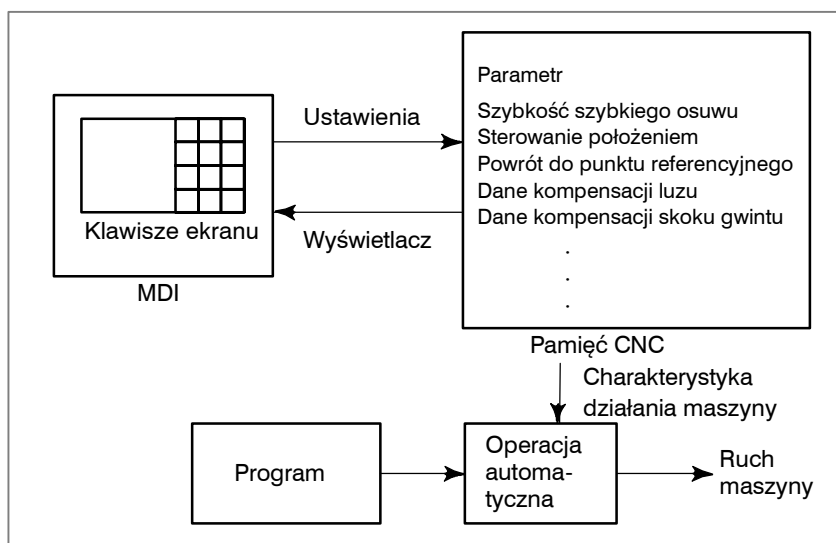 Parametr
Szybkość szybkiego osuwu
Sterowanie położeniem
Powrót do punktu referencyjnego
Dane kompensacji luzu
Dane kompensacji skoku gwintu
.
.
.
Ustawienia
Klawisze ekranu
Wyświetlacz
MDI
Pamięć CNC
Charakterystyka
działania maszyny
Program
Operacja
automa-
tyczna
Ruch
maszyny